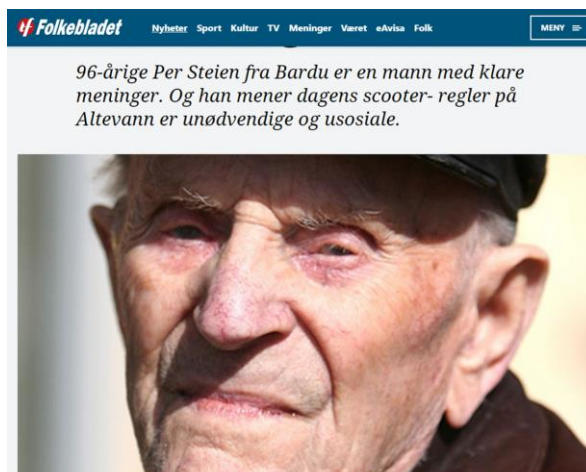 Folkebladet
Nyheter Sport Kultur TV Meninger Været eAvisa Folk
MENY
96-årige Per Steien fra Bardu er en mann med klare
meninger. Og han mener dagens scooter- regler på
Altevann er unødvendige og usosiale.